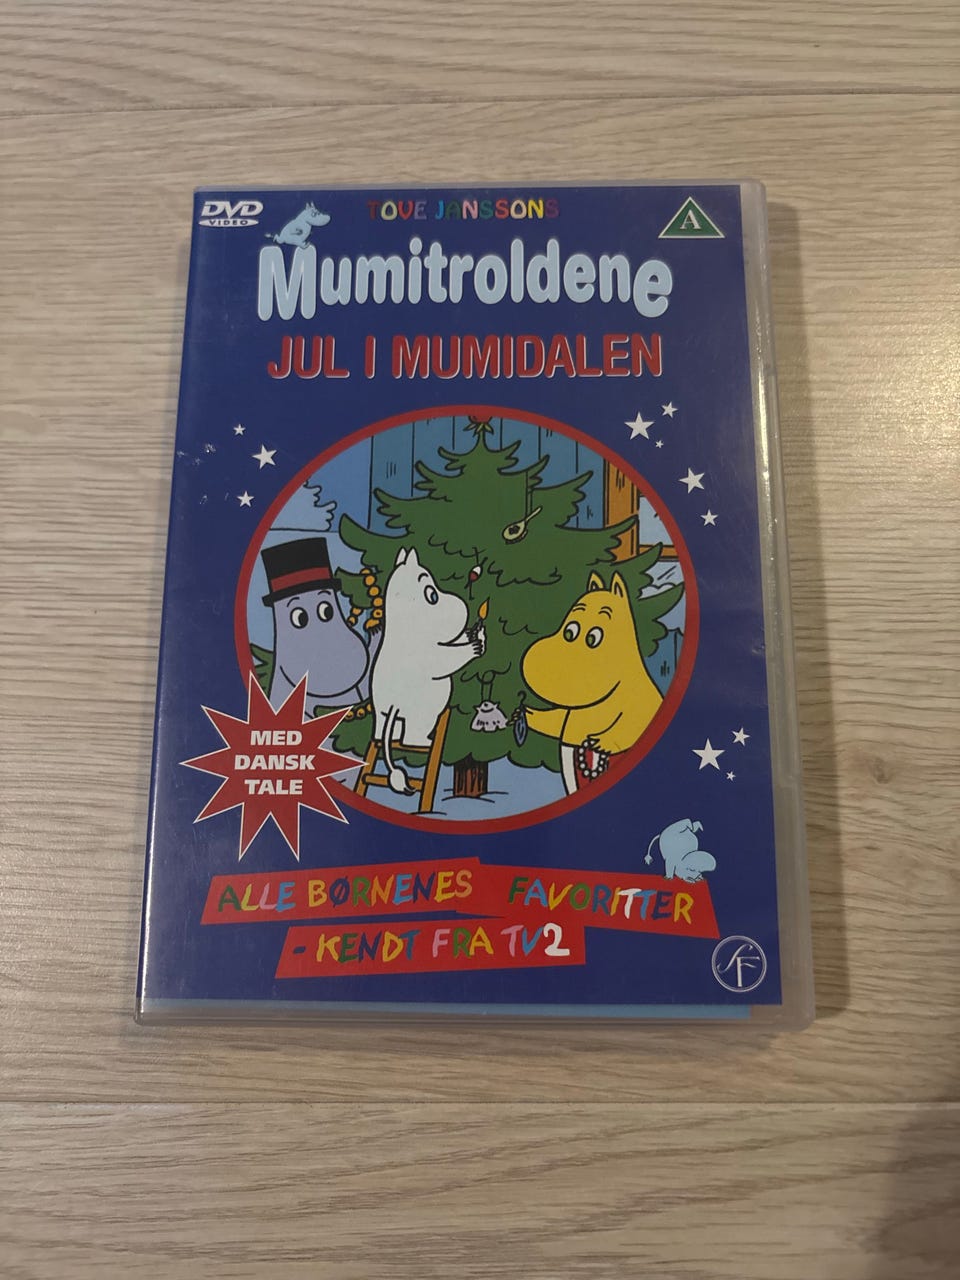 DVD
VIDEO
TOVE JANSSONS
A
Mumitroldene
JUL I MUMIDALEN
MED
DANSK
TALE
ALLE BØRNENES FAVORITTER
- KENDT FRA TV2
SF